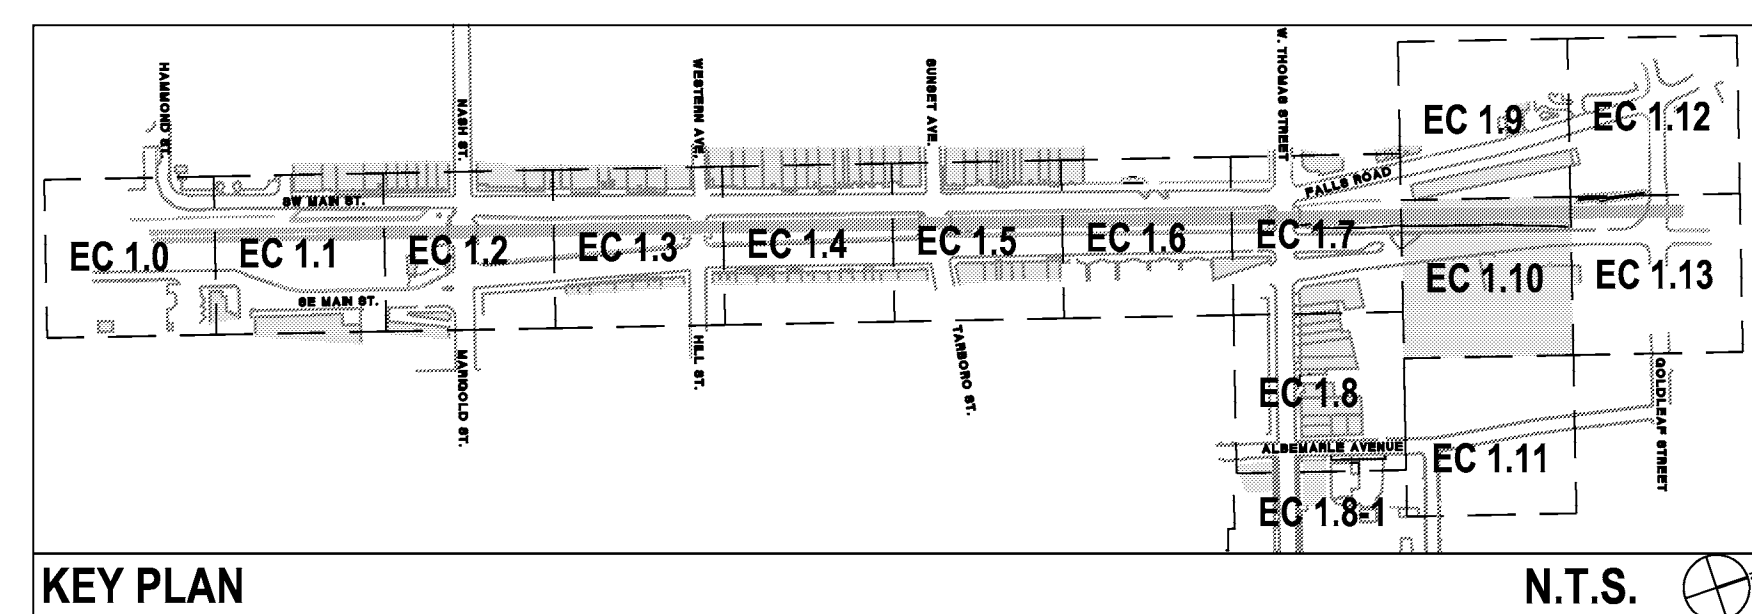 HAMMOND ST.
NASH ST.
WESTERN AVE.
SUNSET AVE.
W. THOMAS STREET
EC 1.9
EC 1.12
FALLS ROAD
SW MAIN ST.
EC 1.0
EC 1.1
EC 1.2
EC 1.3
EC 1.4
EC 1.5
EC 1.6
EC 1.7
EC 1.10
EC 1.13
SE MAIN ST.
MARIGOLD ST.
HILL ST.
TARBORO ST.
EC 1.8
GOLDLEAF STREET
ALBEMARLE AVENUE
EC 1.11
EC 1.8-1
KEY PLAN
N.T.S.